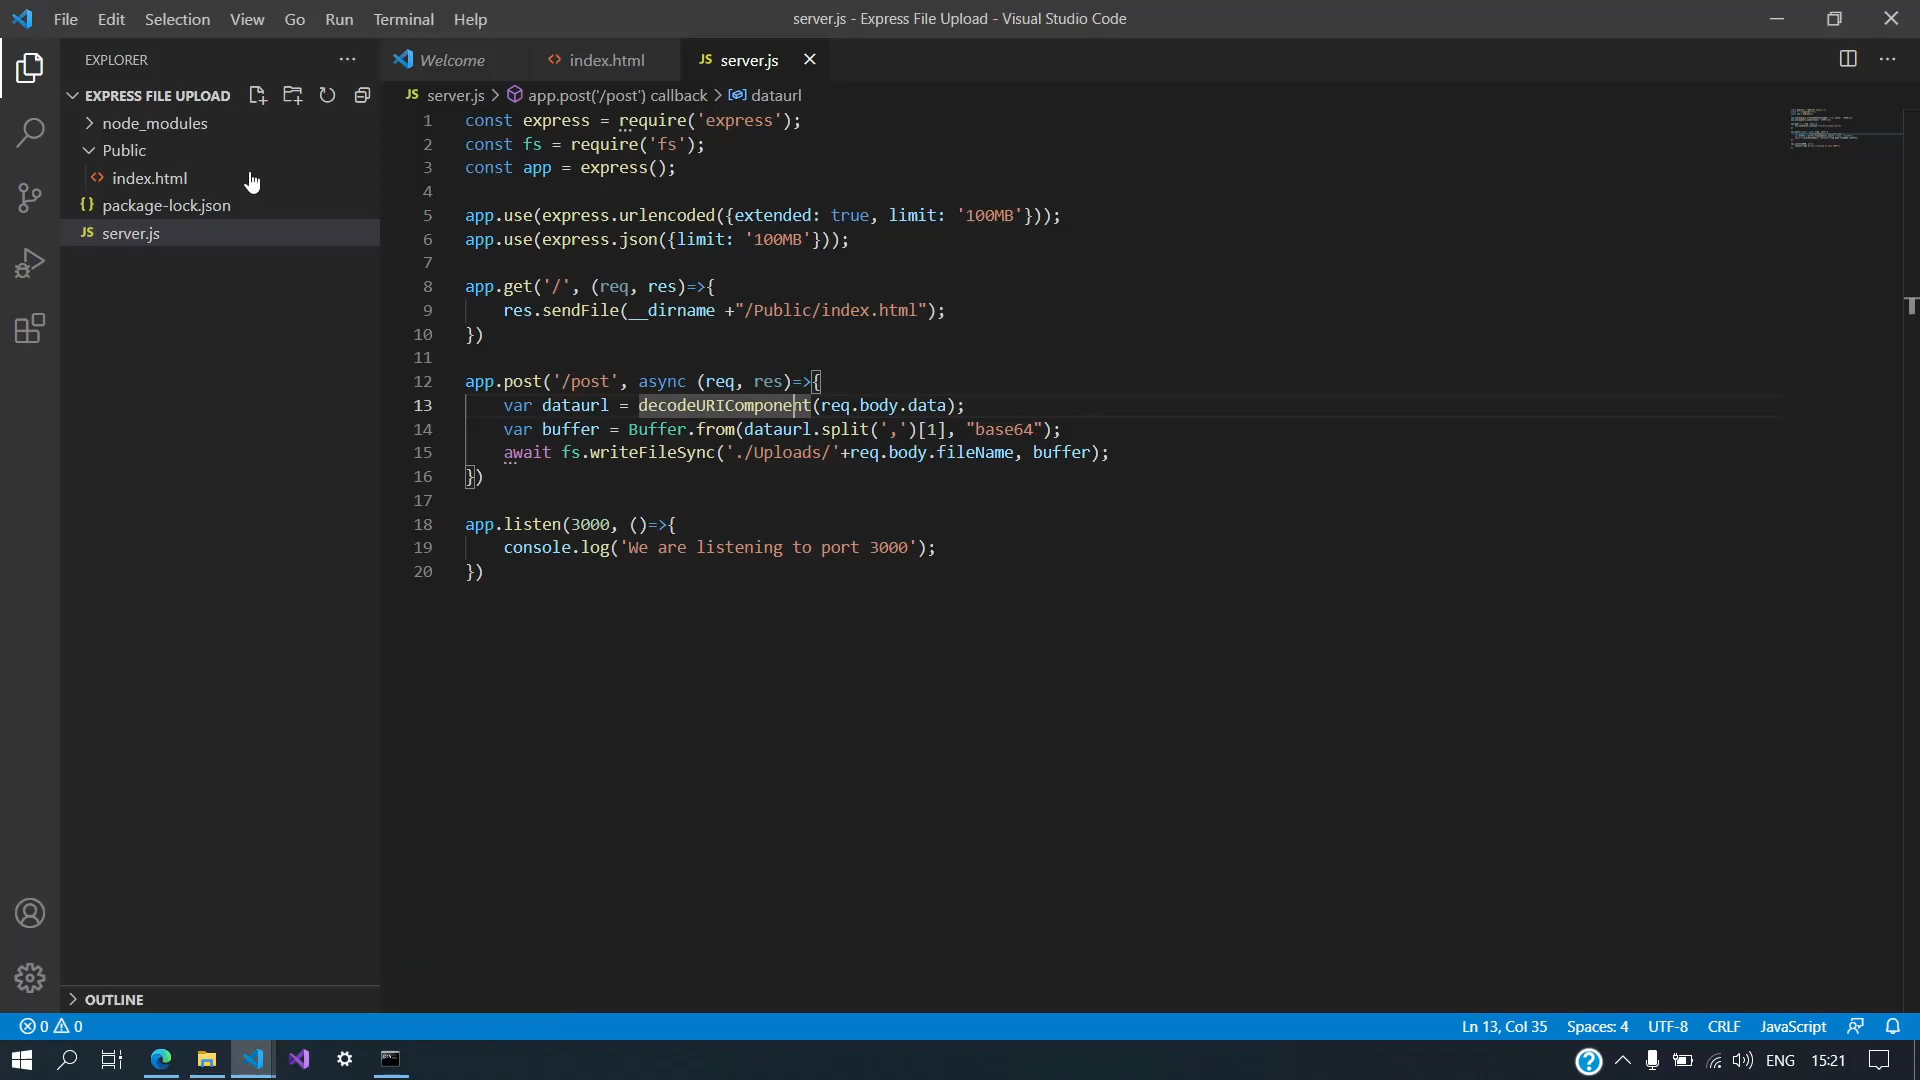 File Edit Selection View Go Run Terminal Help
server.js - Express File Upload - Visual Studio Code
EXPLORER
Welcome
index.html
JS server.js
EXPRESS FILE UPLOAD
JS server.js > app.post('/post') callback > dataurl
node_modules
Public
index.html
package-lock.json
JS server.js
1 const express = require('express');
2 const fs = require('fs');
3 const app = express();
4
5 app.use(express.urlencoded({extended: true, limit: '100MB'}));
6 app.use(express.json({limit: '100MB'}));
7
8 app.get('/', (req, res)=>{
9 res.sendFile(__dirname +"/Public/index.html");
10 })
11
12 app.post('/post', async (req, res)=>{
13 var dataurl = decodeURIComponent(req.body.data);
14 var buffer = Buffer.from(dataurl.split(',')[1], "base64");
15 await fs.writeFileSync('./Uploads/'+req.body.fileName, buffer);
16 })
17
18 app.listen(3000, ()=>{
19 console.log('We are listening to port 3000');
20 })
OUTLINE
0 0
Ln 13, Col 35 Spaces: 4 UTF-8 CRLF JavaScript
ENG 15:21